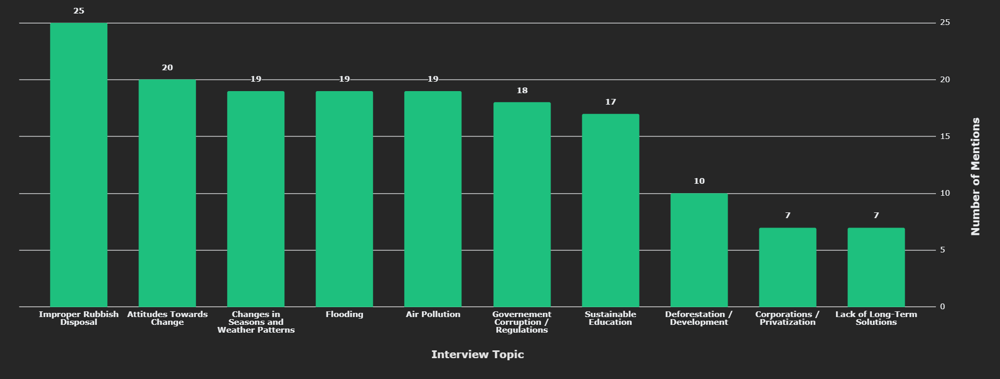 25
20
19
19
19
18
17
10
7
7
25
20
15
10
5
0
Number of Mentions
Improper Rubbish
Disposal
Attitudes Towards
Change
Changes in
Seasons and
Weather Patterns
Flooding
Air Pollution
Governement
Corruption /
Regulations
Sustainable
Education
Deforestation /
Development
Corporations /
Privatization
Lack of Long-Term
Solutions
Interview Topic